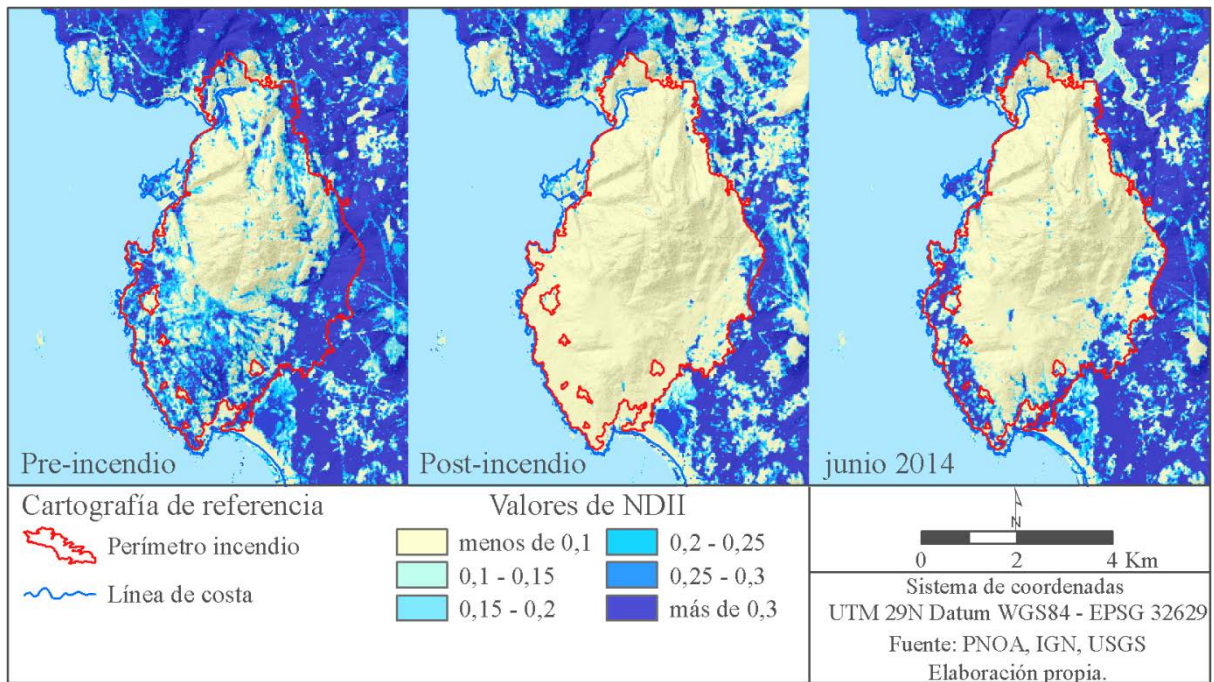 Pre-incendio
Post-incendio
junio 2014
Cartografía de referencia
Perímetro incendio
Línea de costa
Valores de NDII
menos de 0,1
0,1 - 0,15
0,15 - 0,2
0,2 - 0,25
0,25 - 0,3
más de 0,3
N
0 2 4 Km
Sistema de coordenadas
UTM 29N Datum WGS84 - EPSG 32629
Fuente: PNOA, IGN, USGS
Elaboración propia.